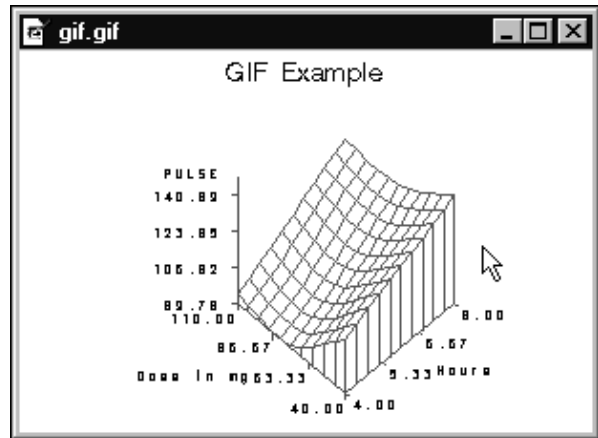 gif.gif
GIF Example
PULSE
140.89
123.85
106.82
89.78
110.00
86.67
Dose in mg
63.33
40.00
4.00
5.33
Hours
6.67
8.00